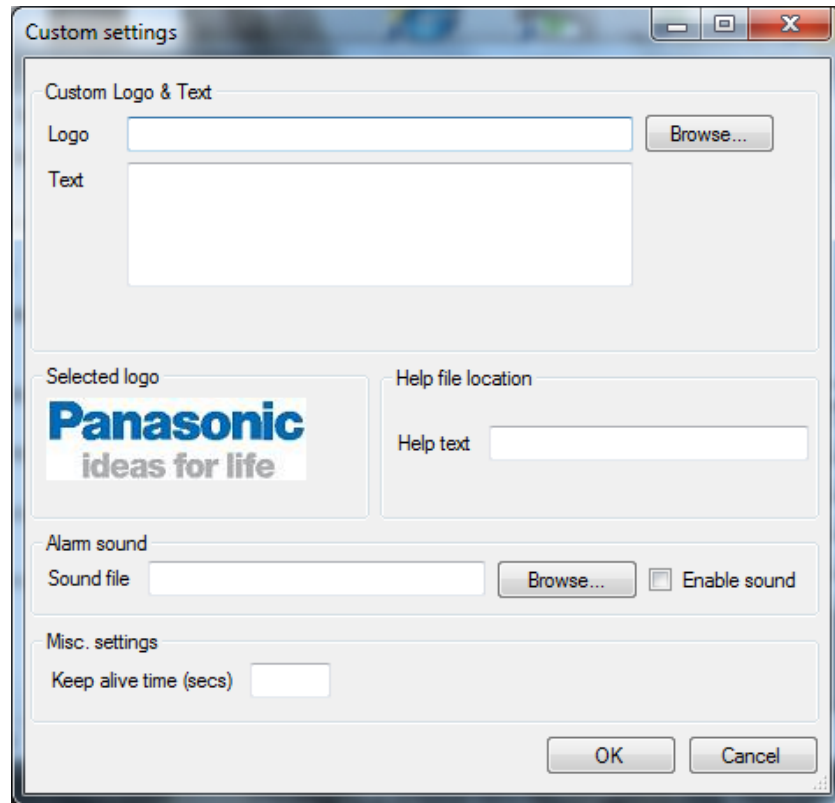 Custom settings
Custom Logo & Text
Logo
Browse...
Text
Selected logo
Help file location
Panasonic
ideas for life
Help text
Alarm sound
Sound file
Browse...
Enable sound
Misc. settings
Keep alive time (secs)
OK
Cancel